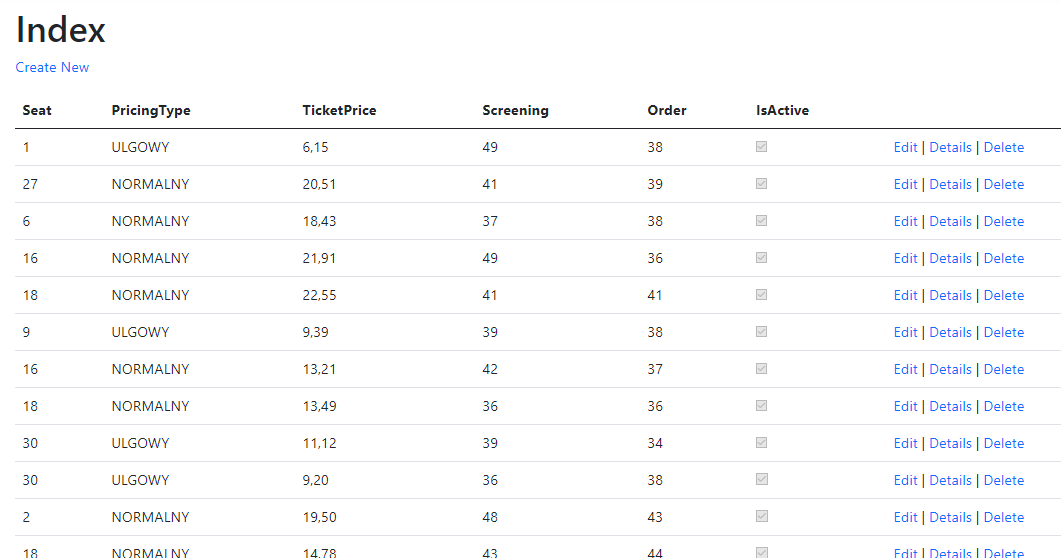 Index
Create New
Seat PricingType TicketPrice Screening Order IsActive
1 ULGOWY 6,15 49 38 Edit | Details | Delete
27 NORMALNY 20,51 41 39 Edit | Details | Delete
6 NORMALNY 18,43 37 38 Edit | Details | Delete
16 NORMALNY 21,91 49 36 Edit | Details | Delete
18 NORMALNY 22,55 41 41 Edit | Details | Delete
9 ULGOWY 9,39 39 38 Edit | Details | Delete
16 NORMALNY 13,21 42 37 Edit | Details | Delete
18 NORMALNY 13,49 36 36 Edit | Details | Delete
30 ULGOWY 11,12 39 34 Edit | Details | Delete
30 ULGOWY 9,20 36 38 Edit | Details | Delete
2 NORMALNY 19,50 48 43 Edit | Details | Delete
18 NORMALNY 14,78 43 44 Edit | Details | Delete